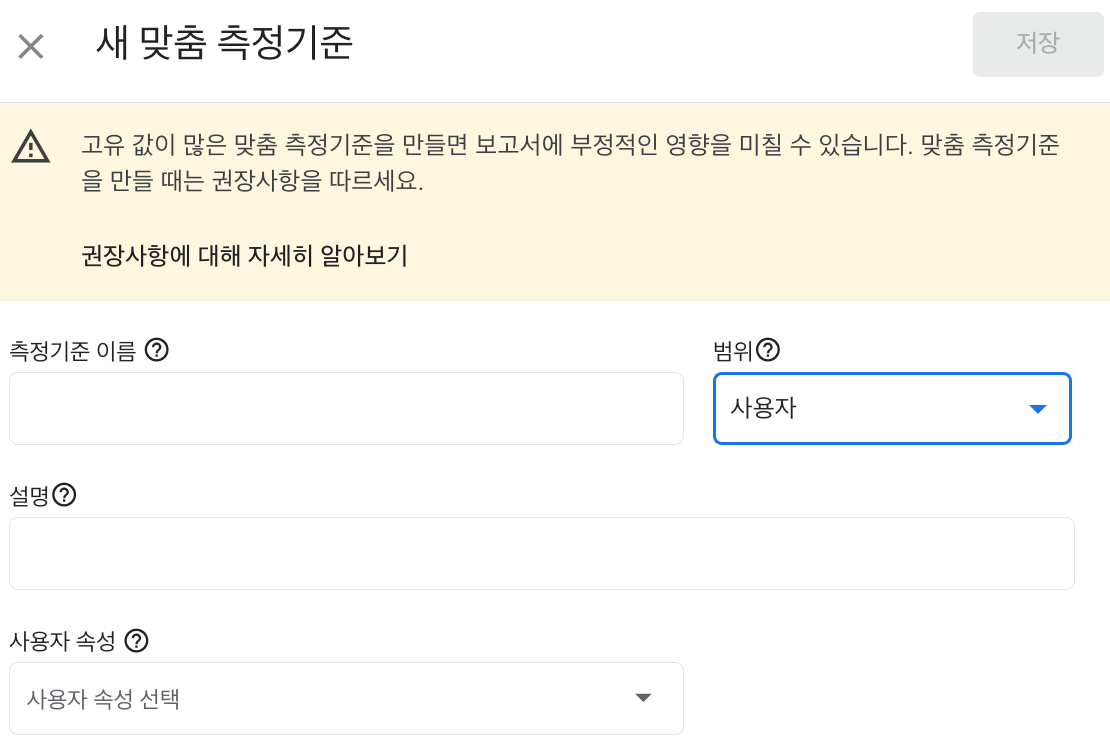 새 맞춤 측정기준
저장
고유 값이 많은 맞춤 측정기준을 만들면 보고서에 부정적인 영향을 미칠 수 있습니다. 맞춤 측정기준
을 만들 때는 권장사항을 따르세요.
권장사항에 대해 자세히 알아보기
측정기준 이름
범위
사용자
설명
사용자 속성
사용자 속성 선택